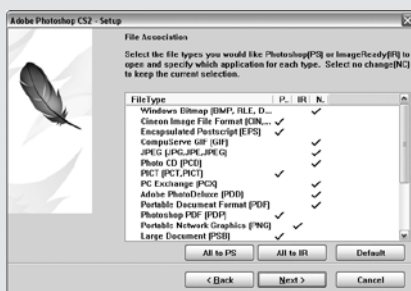 Adobe Photoshop CS2 - Setup
File Association
Select the file types you would like Photoshop(PS) or ImageReady(IR) to
open and specify which application for each type. Select no change(NC)
to keep the current selection.
FileType P.. IR N.
Windows Bitmap (BMP, RLE, D...
Cineon Image File Format (CIN,...
Encapsulated Postscript (EPS)
CompuServe GIF (GIF)
JPEG (JPG,JPE,JPEG)
Photo CD (PCD)
PICT (PCT,PICT)
PC Exchange (PCX)
Adobe PhotoDeluxe (PDD)
Portable Document Format (PDF)
Photoshop PDF (PDP)
Portable Network Graphics (PNG)
Large Document (PSB)
All to PS All to IR Default
< Back Next > Cancel